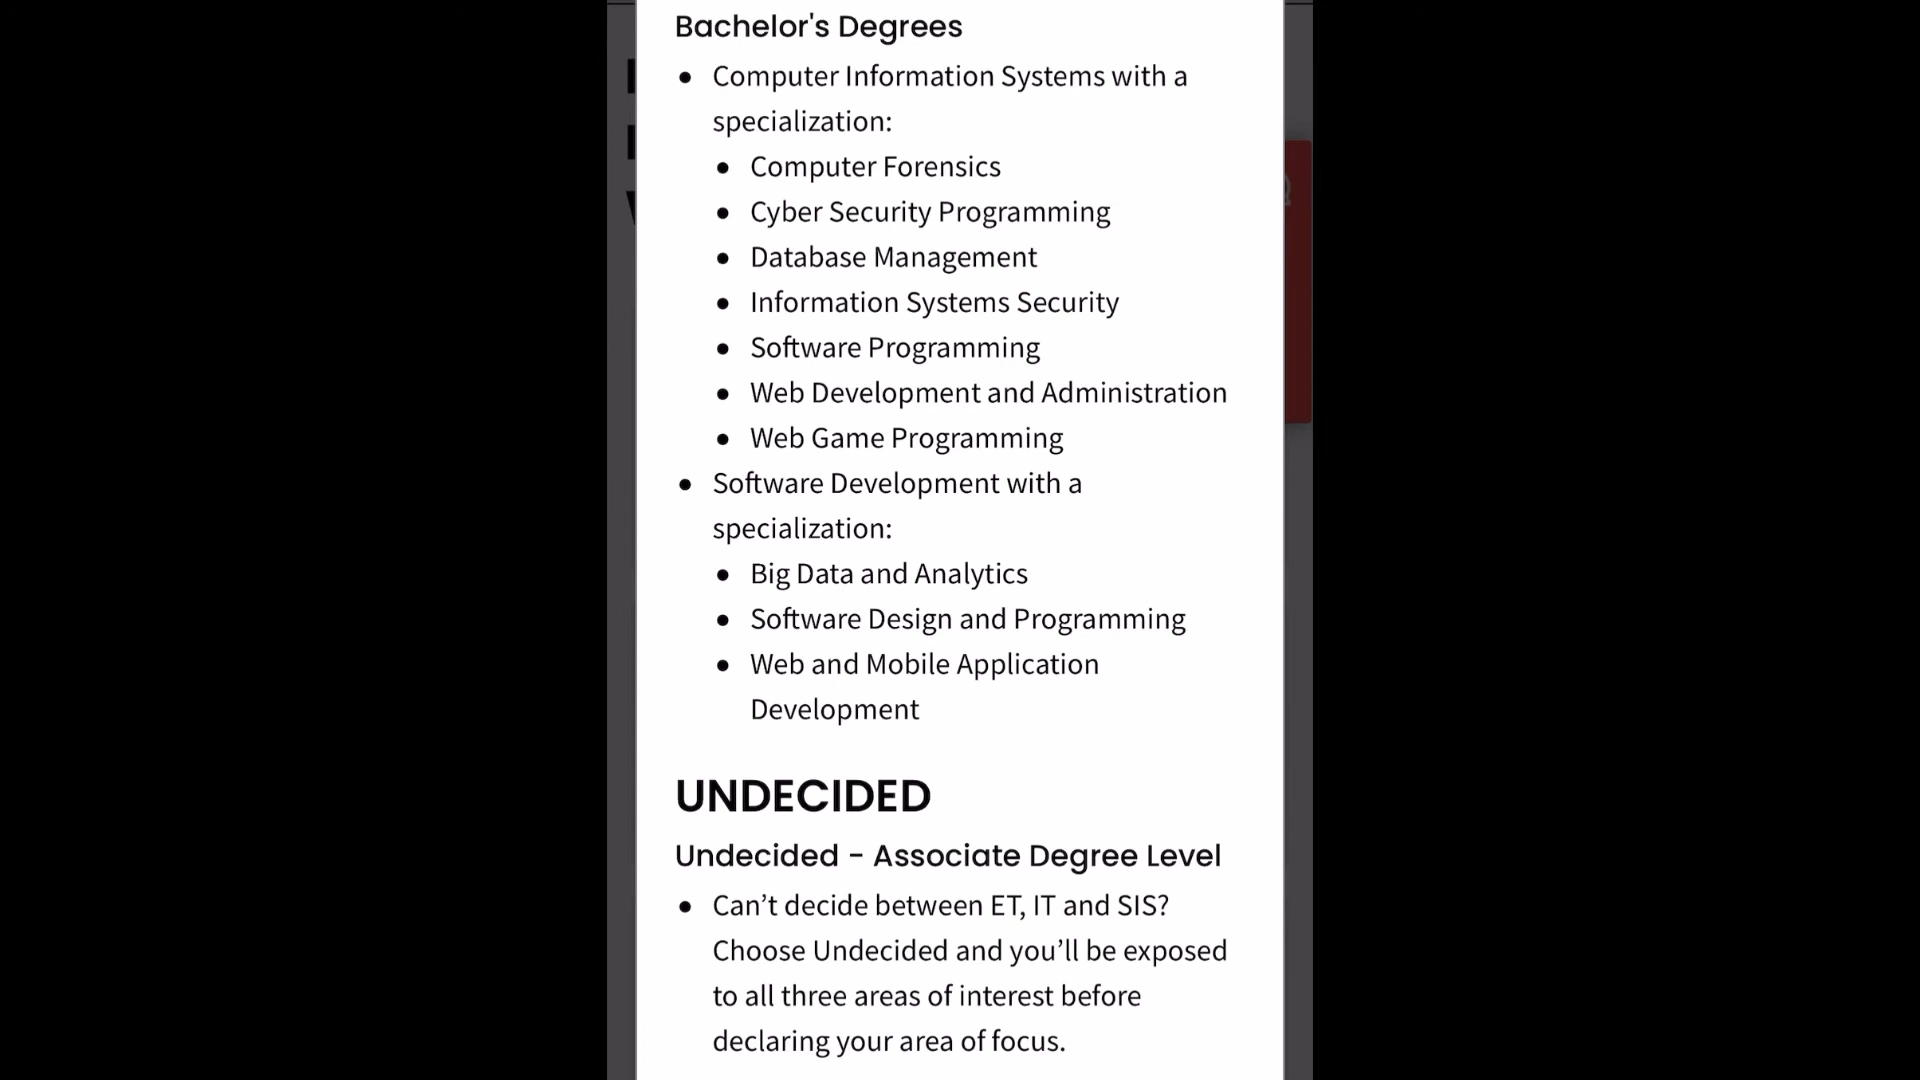 Bachelor's Degrees
• Computer Information Systems with a
specialization:
• Computer Forensics
• Cyber Security Programming
• Database Management
• Information Systems Security
• Software Programming
• Web Development and Administration
• Web Game Programming
• Software Development with a
specialization:
• Big Data and Analytics
• Software Design and Programming
• Web and Mobile Application
Development
UNDECIDED
Undecided - Associate Degree Level
• Can’t decide between ET, IT and SIS?
Choose Undecided and you’ll be exposed
to all three areas of interest before
declaring your area of focus.